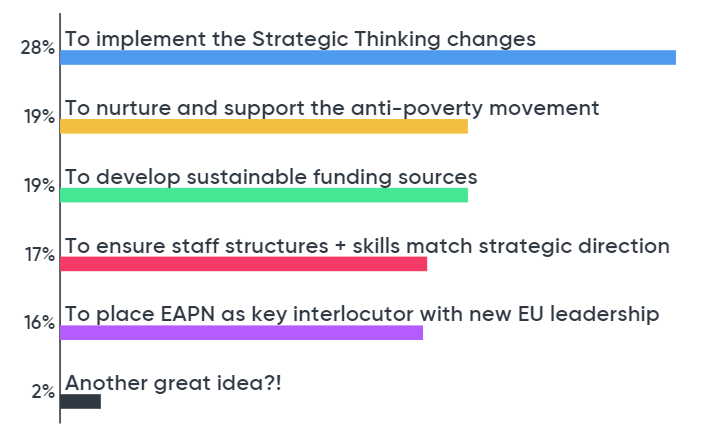 To implement the Strategic Thinking changes
28%
To nurture and support the anti-poverty movement
19%
To develop sustainable funding sources
19%
To ensure staff structures + skills match strategic direction
17%
To place EAPN as key interlocutor with new EU leadership
16%
Another great idea?!
2%